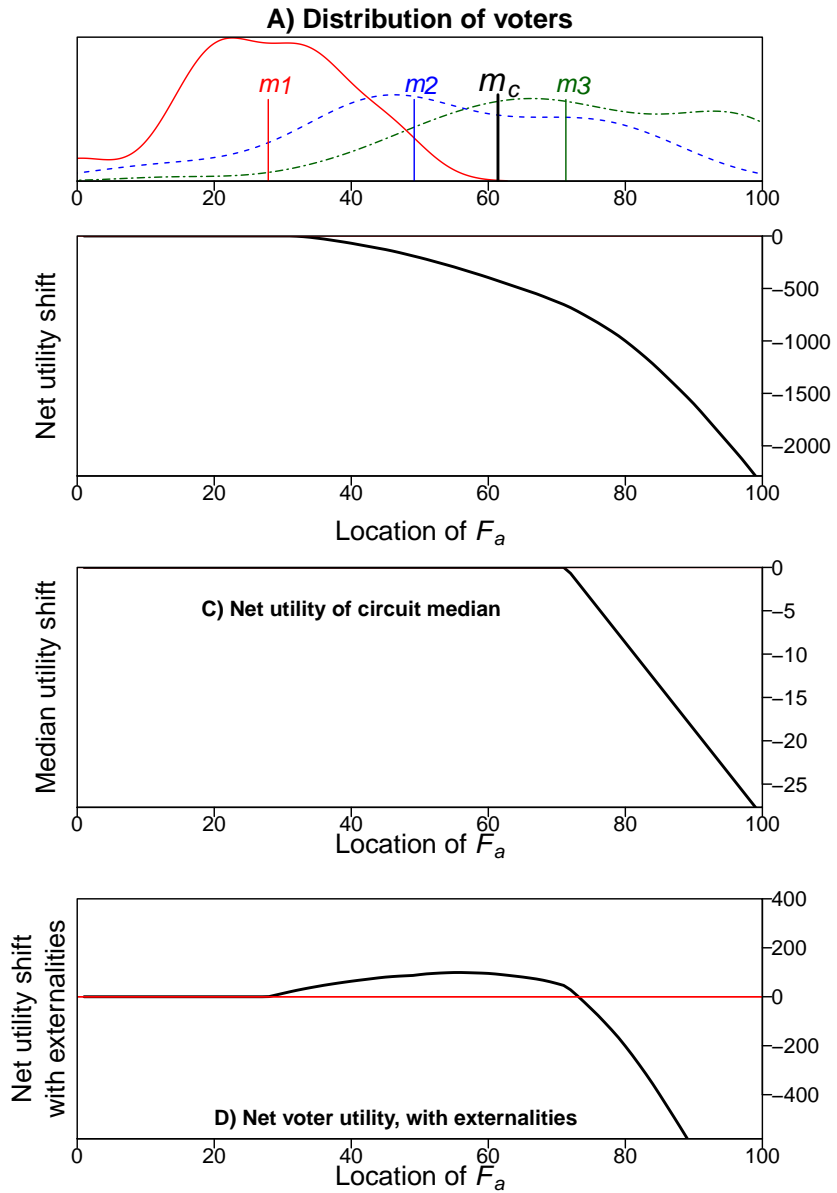 A) Distribution of voters
m1 m2 mc m3
0 20 40 60 80 100
Net utility shift
0
−500
−1000
−1500
−2000
0 20 40 60 80 100
Location of Fa
Median utility shift
C) Net utility of circuit median
0
−5
−10
−15
−20
−25
0 20 40 60 80 100
Location of Fa
Net utility shift
with externalities
400
200
0
−200
−400
D) Net voter utility, with externalities
0 20 40 60 80 100
Location of Fa